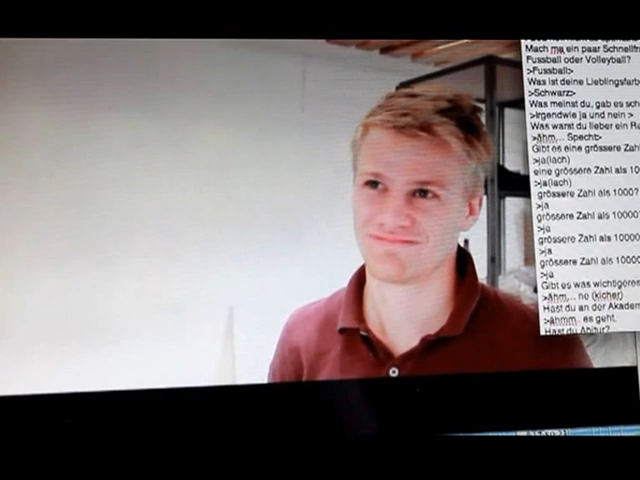 Mach ma ein paar Schnellfr
Fussball oder Volleyball?
>Fussball>
Was ist deine Lieblingsfarb
>Schwarz>
Was meinst du, gab es sch
>Irgendwie ja und nein >
Was warst du lieber ein Re
>ähm,.. Specht>
Gibt es eine grössere Zahl
>ja(lach)
eine grössere Zahl als 10
>ja(lach)
grössere Zahl als 1000?
>ja
grössere Zahl als 10000?
>ja
grössere Zahl als 10000
>ja
grössere Zahl als 10000
>ja
Gibt es was wichtigeres
>ähm,.. ne (kicher)
Hast du an der Akadem
>ähmm.. es geht.
Hast du Abitur?